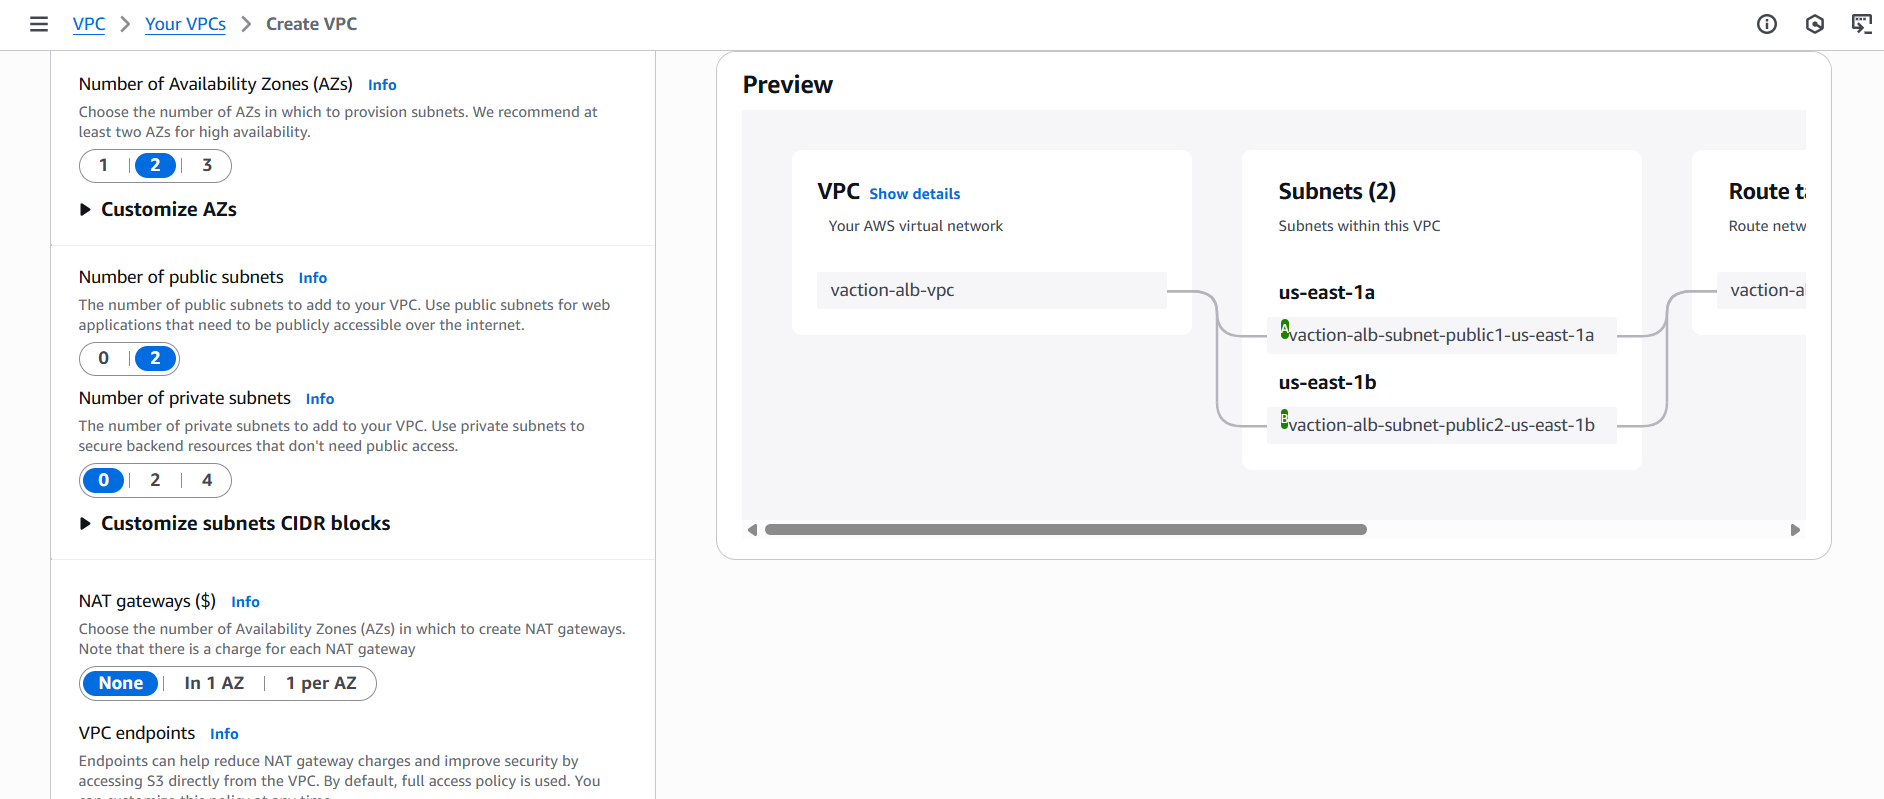 VPC > Your VPCs > Create VPC
Number of Availability Zones (AZs) Info
Choose the number of AZs in which to provision subnets. We recommend at
least two AZs for high availability.
1 2 3
Customize AZs
Number of public subnets Info
The number of public subnets to add to your VPC. Use public subnets for web
applications that need to be publicly accessible over the internet.
0 2
Number of private subnets Info
The number of private subnets to add to your VPC. Use private subnets to
secure backend resources that don't need public access.
0 2 4
Customize subnets CIDR blocks
NAT gateways ($) Info
Choose the number of Availability Zones (AZs) in which to create NAT gateways.
Note that there is a charge for each NAT gateway
None In 1 AZ 1 per AZ
VPC endpoints Info
Endpoints can help reduce NAT gateway charges and improve security by
accessing S3 directly from the VPC. By default, full access policy is used. You
Preview
VPC Show details
Your AWS virtual network
vaction-alb-vpc
Subnets (2)
Subnets within this VPC
us-east-1a
A vaction-alb-subnet-public1-us-east-1a
us-east-1b
B vaction-alb-subnet-public2-us-east-1b
Route
Route